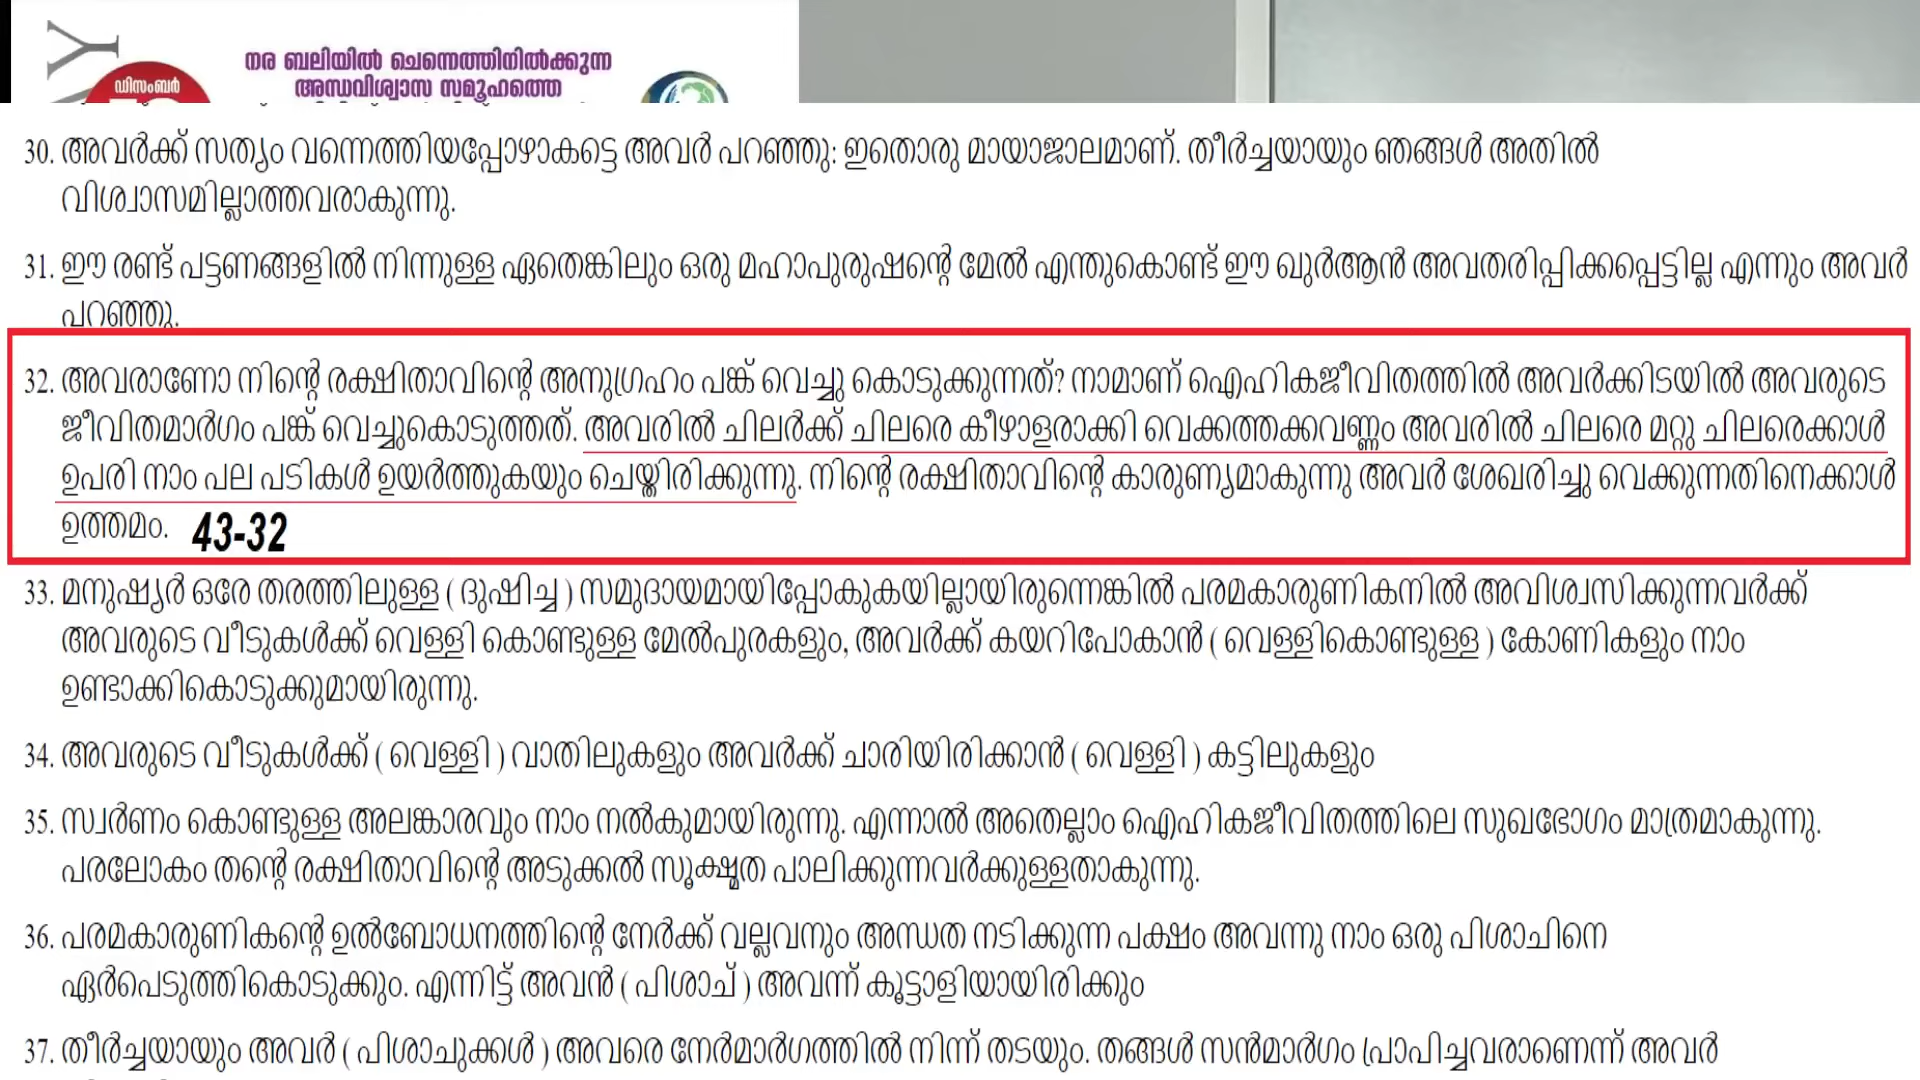 നര ബലിയിൽ ചെന്നെത്തിനിൽക്കുന്ന
അന്ധവിശ്വാസ സമൂഹത്തെ
ഡിസംബർ
30. അവർക്ക് സത്യം വന്നെത്തിയപ്പോഴാകട്ടെ അവർ പറഞ്ഞു: ഇതൊരു മായാജാലമാണ്. തീർച്ചയായും ഞങ്ങൾ അതിൽ
വിശ്വാസമില്ലാത്തവരാകുന്നു.
31. ഈ രണ്ട് പട്ടണങ്ങളിൽ നിന്നുള്ള ഏതെങ്കിലും ഒരു മഹാപുരുഷന്റെ മേൽ എന്തുകൊണ്ട് ഈ ഖുർആൻ അവതരിപ്പിക്കപ്പെട്ടില്ല എന്നും അവർ
പറഞ്ഞു.
32. അവരാണോ നിന്റെ രക്ഷിതാവിന്റെ അനുഗ്രഹം പങ്ക് വെച്ചു കൊടുക്കുന്നത്? നാമാണ് ഐഹികജീവിതത്തിൽ അവർക്കിടയിൽ അവരുടെ
ജീവിതമാർഗം പങ്ക് വെച്ചുകൊടുത്തത്. അവരിൽ ചിലർക്ക് ചിലരെ കീഴാളരാക്കി വെക്കത്തക്കവണ്ണം അവരിൽ ചിലരെ മറ്റു ചിലരെക്കാൾ
ഉപരി നാം പല പടികൾ ഉയർത്തുകയും ചെയ്തിരിക്കുന്നു. നിന്റെ രക്ഷിതാവിന്റെ കാരുണ്യമാകുന്നു അവർ ശേഖരിച്ചു വെക്കുന്നതിനെക്കാൾ
ഉത്തമം. 43-32
33. മനുഷ്യർ ഒരേ തരത്തിലുള്ള ( ദുഷിച്ച ) സമുദായമായിപ്പോകുകയില്ലായിരുന്നെങ്കിൽ പരമകാരുണികനിൽ അവിശ്വസിക്കുന്നവർക്ക്
അവരുടെ വീടുകൾക്ക് വെള്ളി കൊണ്ടുള്ള മേൽപുരകളും, അവർക്ക് കയറിപോകാൻ ( വെള്ളികൊണ്ടുള്ള ) കോണികളും നാം
ഉണ്ടാക്കികൊടുക്കുമായിരുന്നു.
34. അവരുടെ വീടുകൾക്ക് ( വെള്ളി ) വാതിലുകളും അവർക്ക് ചാരിയിരിക്കാൻ ( വെള്ളി ) കട്ടിലുകളും
35. സ്വർണം കൊണ്ടുള്ള അലങ്കാരവും നാം നൽകുമായിരുന്നു. എന്നാൽ അതെല്ലാം ഐഹികജീവിതത്തിലെ സുഖഭോഗം മാത്രമാകുന്നു.
പരലോകം തന്റെ രക്ഷിതാവിന്റെ അടുക്കൽ സൂക്ഷ്മത പാലിക്കുന്നവർക്കുള്ളതാകുന്നു.
36. പരമകാരുണികന്റെ ഉൽബോധനത്തിന്റെ നേർക്ക് വല്ലവനും അന്ധത നടിക്കുന്ന പക്ഷം അവന്നു നാം ഒരു പിശാചിനെ
ഏർപെടുത്തികൊടുക്കും. എന്നിട്ട് അവൻ ( പിശാച് ) അവന്ന് കൂട്ടാളിയായിരിക്കും
37. തീർച്ചയായും അവർ ( പിശാചുക്കൾ ) അവരെ നേർമാർഗത്തിൽ നിന്ന് തടയും. തങ്ങൾ സൻമാർഗം പ്രാപിച്ചവരാണെന്ന് അവർ